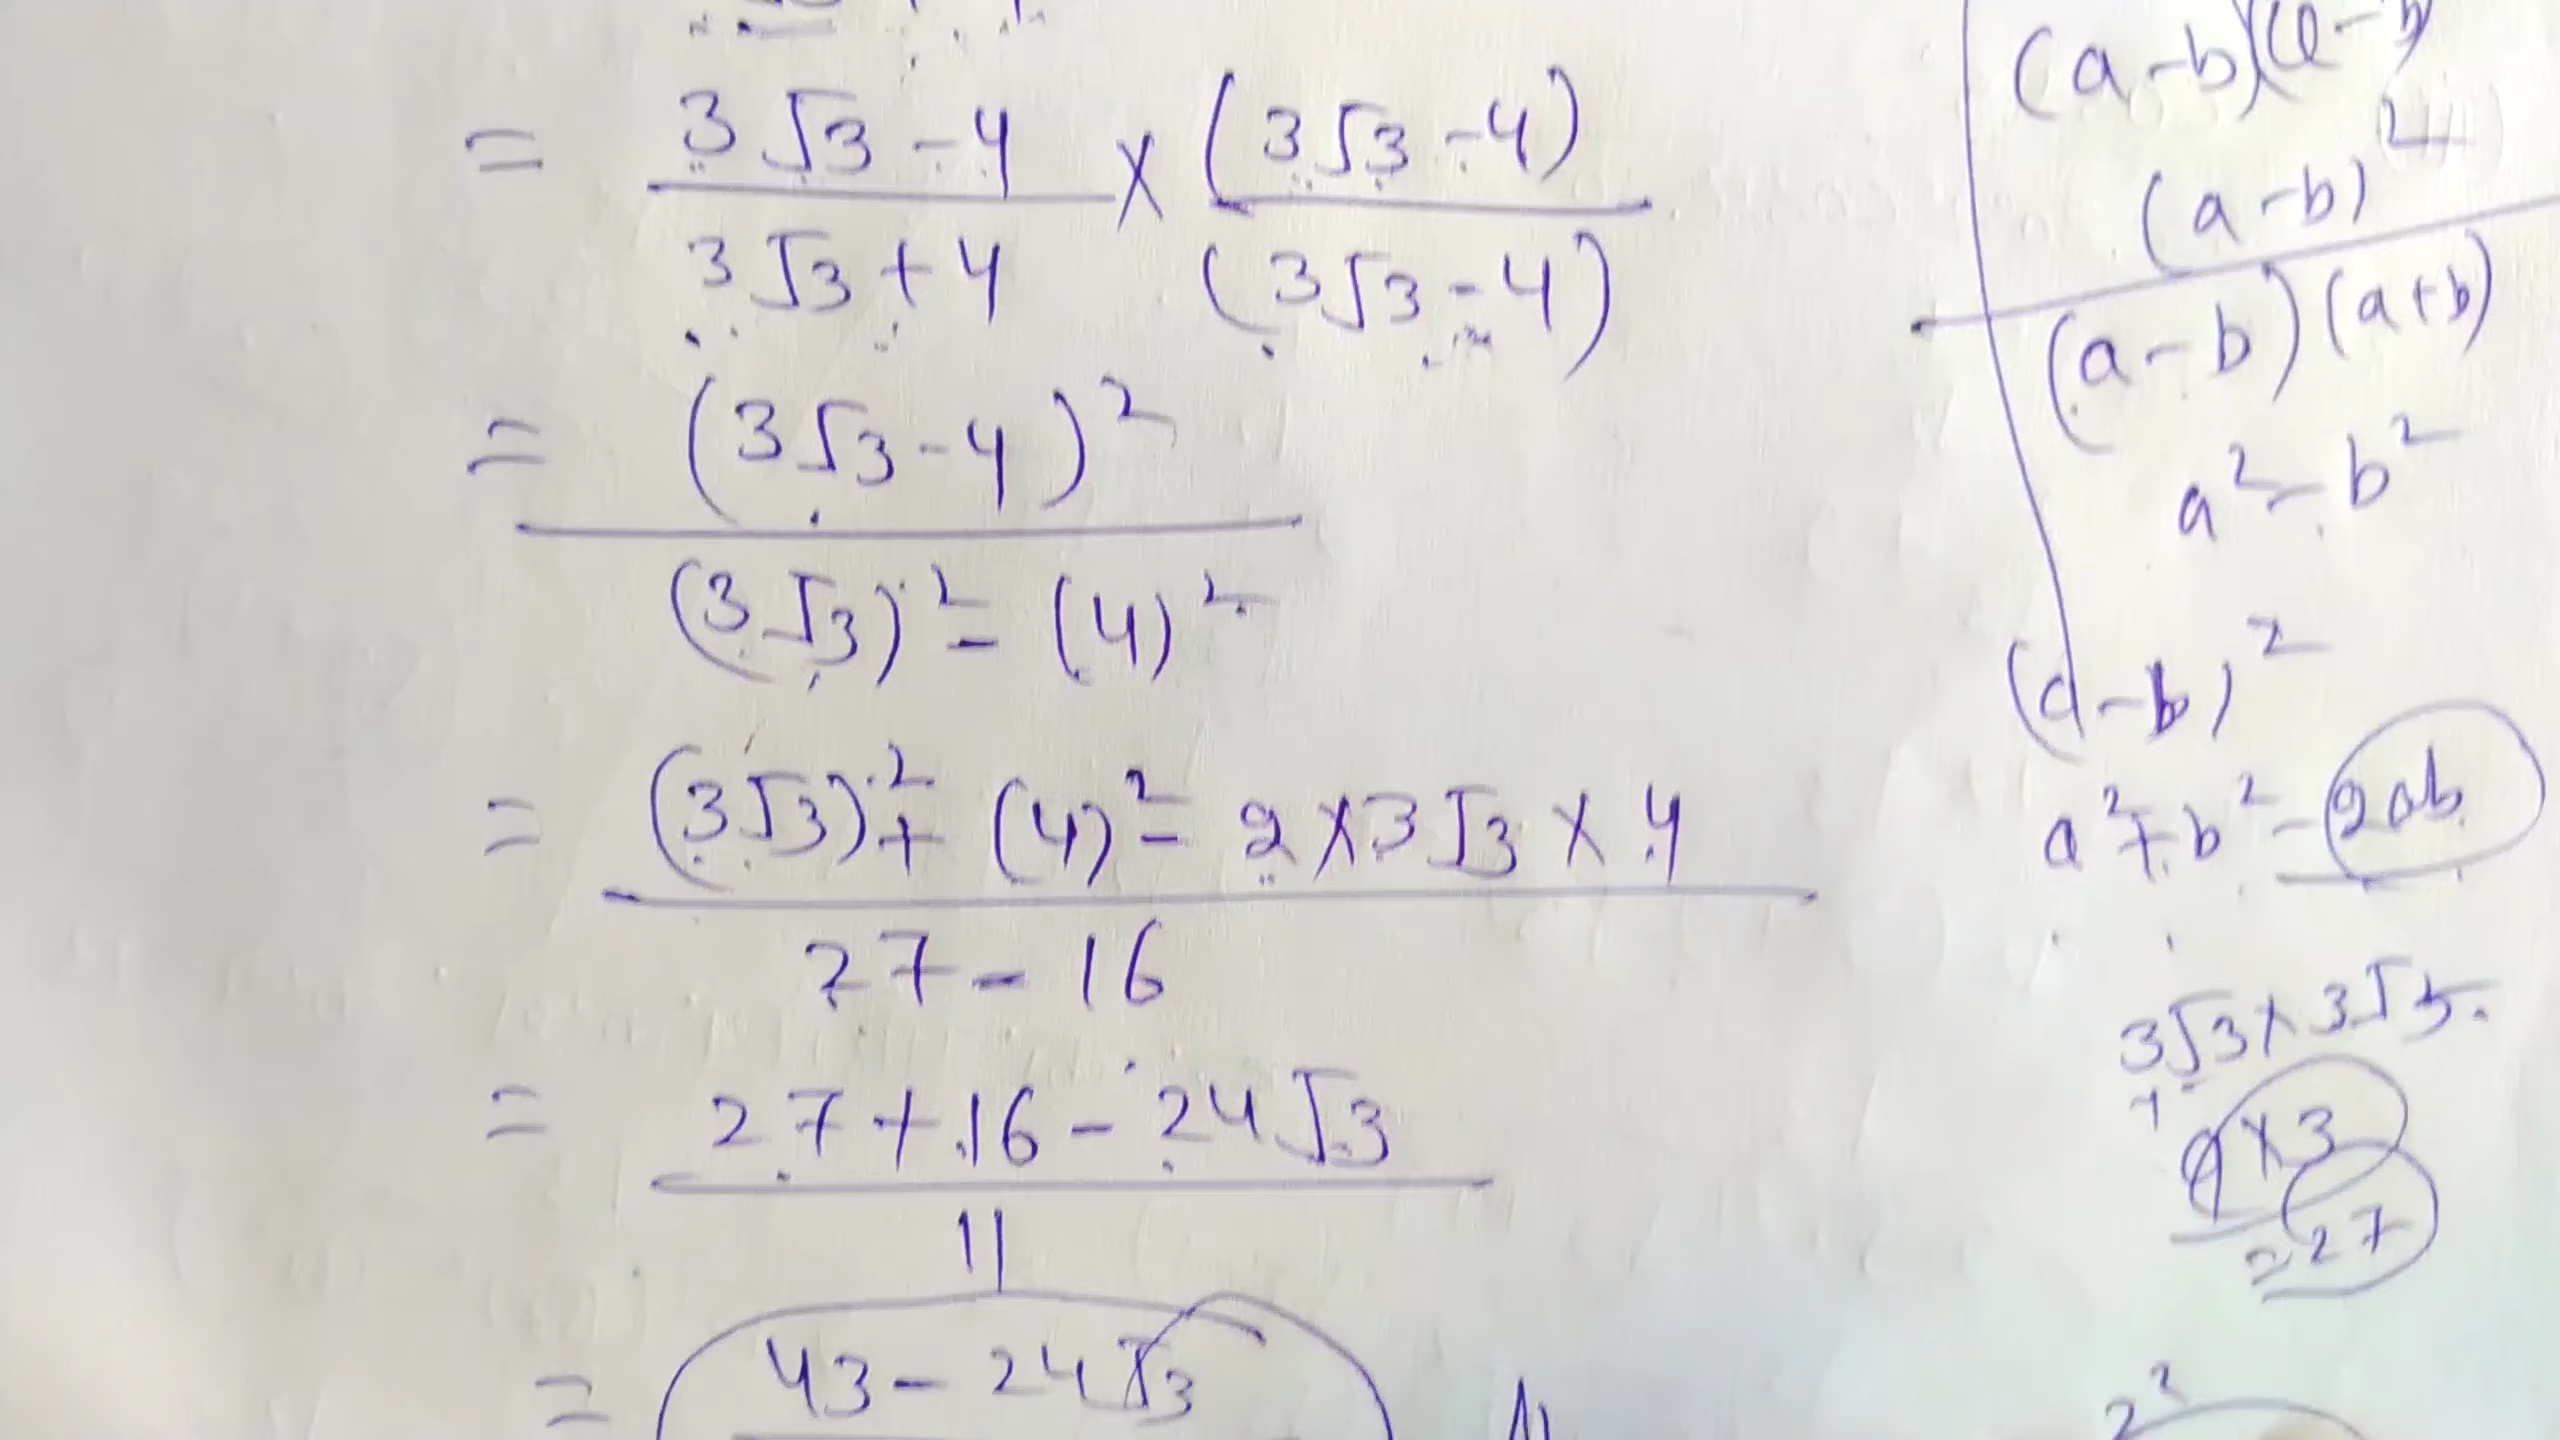 = 3√3 - 4 / 3√3 + 4 × (3√3 - 4) / (3√3 - 4)
= (3√3 - 4)² / (3√3)² - (4)²
= (3√3)² + (4)² - 2 × 3√3 × 4 / 27 - 16
= 27 + 16 - 24√3 / 11
= 43 - 24√3
(a - b)(a - b)
(a - b)²
(a - b)(a + b)
a² - b²
(a - b)²
a² + b² - 2ab
3√3 × 3√3
9 × 3
= 27
2²